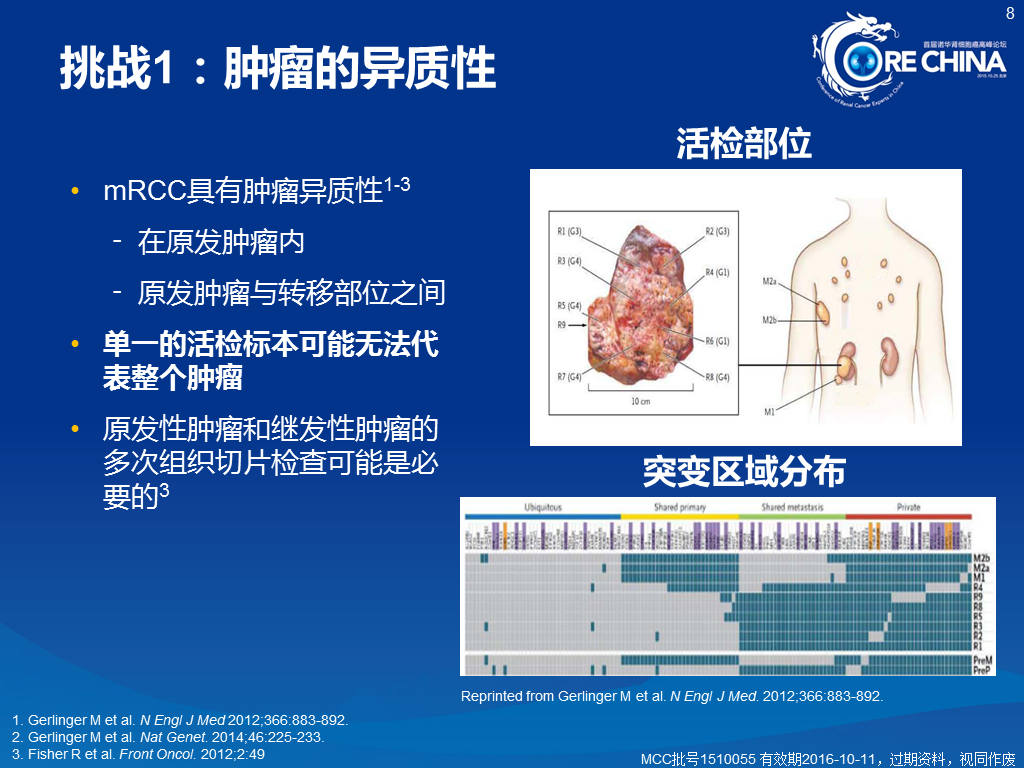 8
首届诺华肾细胞癌高峰论坛
CORE CHINA
2015.10.25 北京
Conference of Renal Cancer Experts in China
挑战1：肿瘤的异质性
• mRCC具有肿瘤异质性1-3
- 在原发肿瘤内
- 原发肿瘤与转移部位之间
• 单一的活检标本可能无法代
表整个肿瘤
• 原发性肿瘤和继发性肿瘤的
多次组织切片检查可能是必
要的3
活检部位
R1 (G3)
R2 (G3)
R3 (G4)
R4 (G1)
R5 (G4)
R9
R6 (G1)
R7 (G4)
R8 (G4)
10 cm
M2a
M2b
M1
突变区域分布
Ubiquitous Shared primary Shared metastasis Private
M2b
M2a
M1
R4
R9
R8
R5
R3
R2
R1
PreM
PreP
Reprinted from Gerlinger M et al. N Engl J Med. 2012;366:883-892.
1. Gerlinger M et al. N Engl J Med 2012;366:883-892.
2. Gerlinger M et al. Nat Genet. 2014;46:225-233.
3. Fisher R et al. Front Oncol. 2012;2:49
MCC批号1510055 有效期2016-10-11，过期资料，视同作废